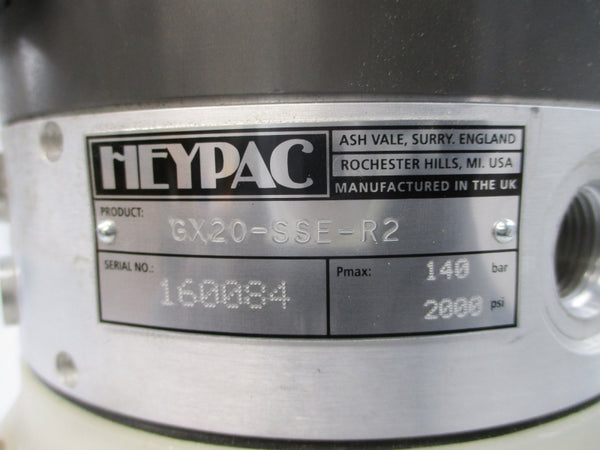 HEYPAC
ASH VALE, SURRY. ENGLAND
ROCHESTER HILLS, MI. USA
MANUFACTURED IN THE UK
PRODUCT:
GX20-SSE-R2
SERIAL NO.:
160084
Pmax: 140 bar
2000 psi